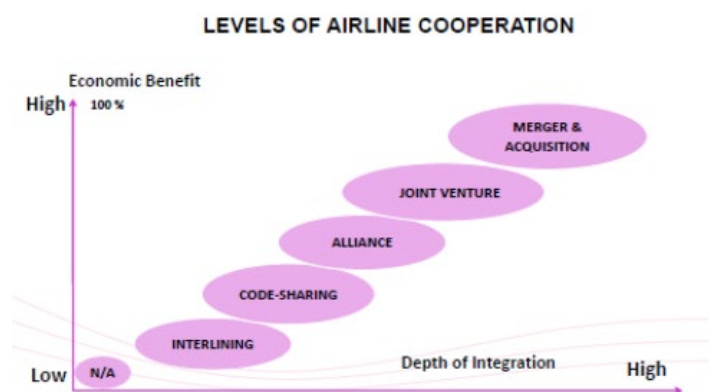 LEVELS OF AIRLINE COOPERATION
Economic Benefit
High 100 %
MERGER &
ACQUISITION
JOINT VENTURE
ALLIANCE
CODE-SHARING
INTERLINING
Low N/A
Depth of Integration
High